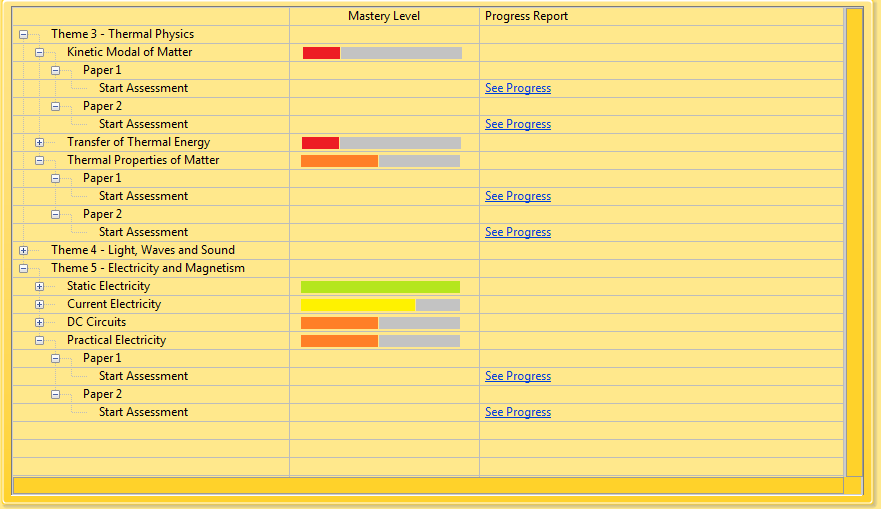 Mastery Level Progress Report
Theme 3 - Thermal Physics
Kinetic Modal of Matter
Paper 1
Start Assessment See Progress
Paper 2
Start Assessment See Progress
Transfer of Thermal Energy
Thermal Properties of Matter
Paper 1
Start Assessment See Progress
Paper 2
Start Assessment See Progress
Theme 4 - Light, Waves and Sound
Theme 5 - Electricity and Magnetism
Static Electricity
Current Electricity
DC Circuits
Practical Electricity
Paper 1
Start Assessment See Progress
Paper 2
Start Assessment See Progress